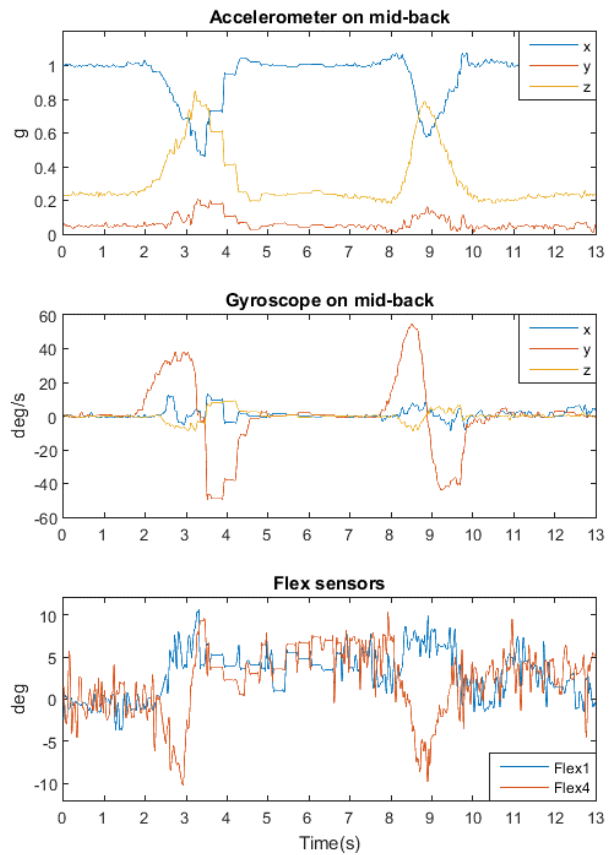 Accelerometer on mid-back
g
1
0.8
0.6
0.4
0.2
0
x
y
z
0 1 2 3 4 5 6 7 8 9 10 11 12 13
Gyroscope on mid-back
deg/s
60
40
20
0
-20
-40
-60
x
y
z
0 1 2 3 4 5 6 7 8 9 10 11 12 13
Flex sensors
deg
10
5
0
-5
-10
Flex1
Flex4
0 1 2 3 4 5 6 7 8 9 10 11 12 13
Time(s)